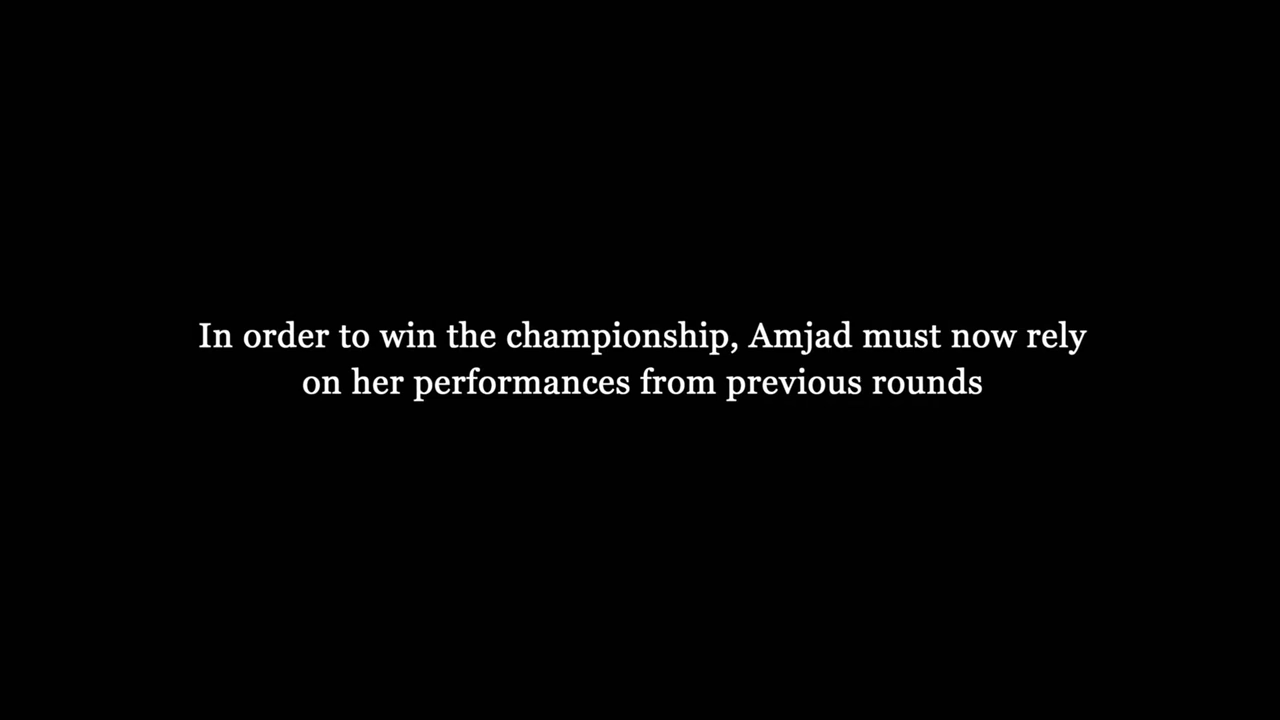 In order to win the championship, Amjad must now rely
on her performances from previous rounds